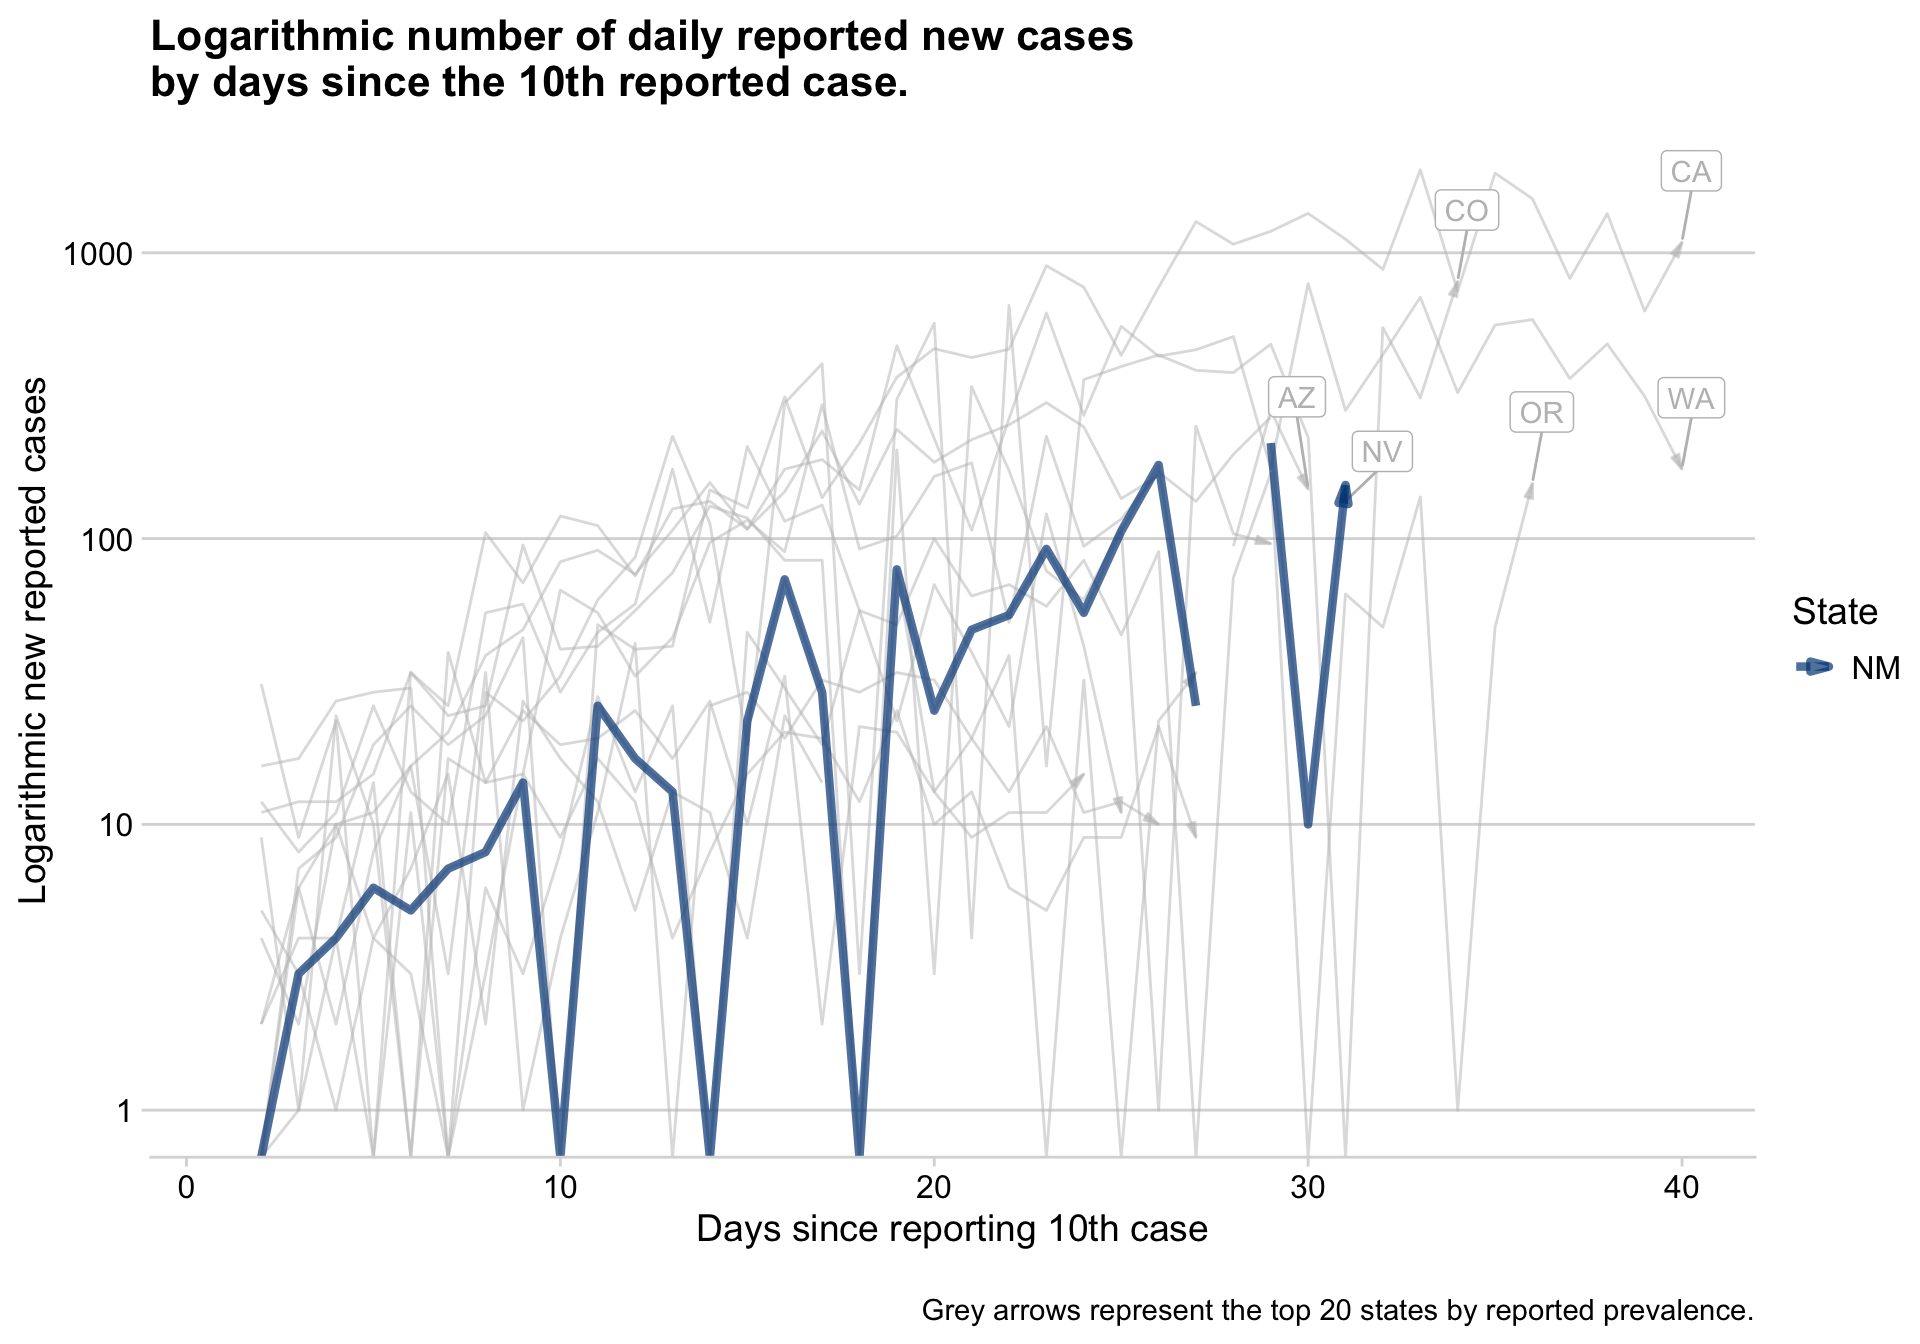 Logarithmic number of daily reported new cases
by days since the 10th reported case.
Logarithmic new reported cases
1000
100
10
1
CA
CO
AZ
OR
WA
NV
State
NM
0 10 20 30 40
Days since reporting 10th case
Grey arrows represent the top 20 states by reported prevalence.